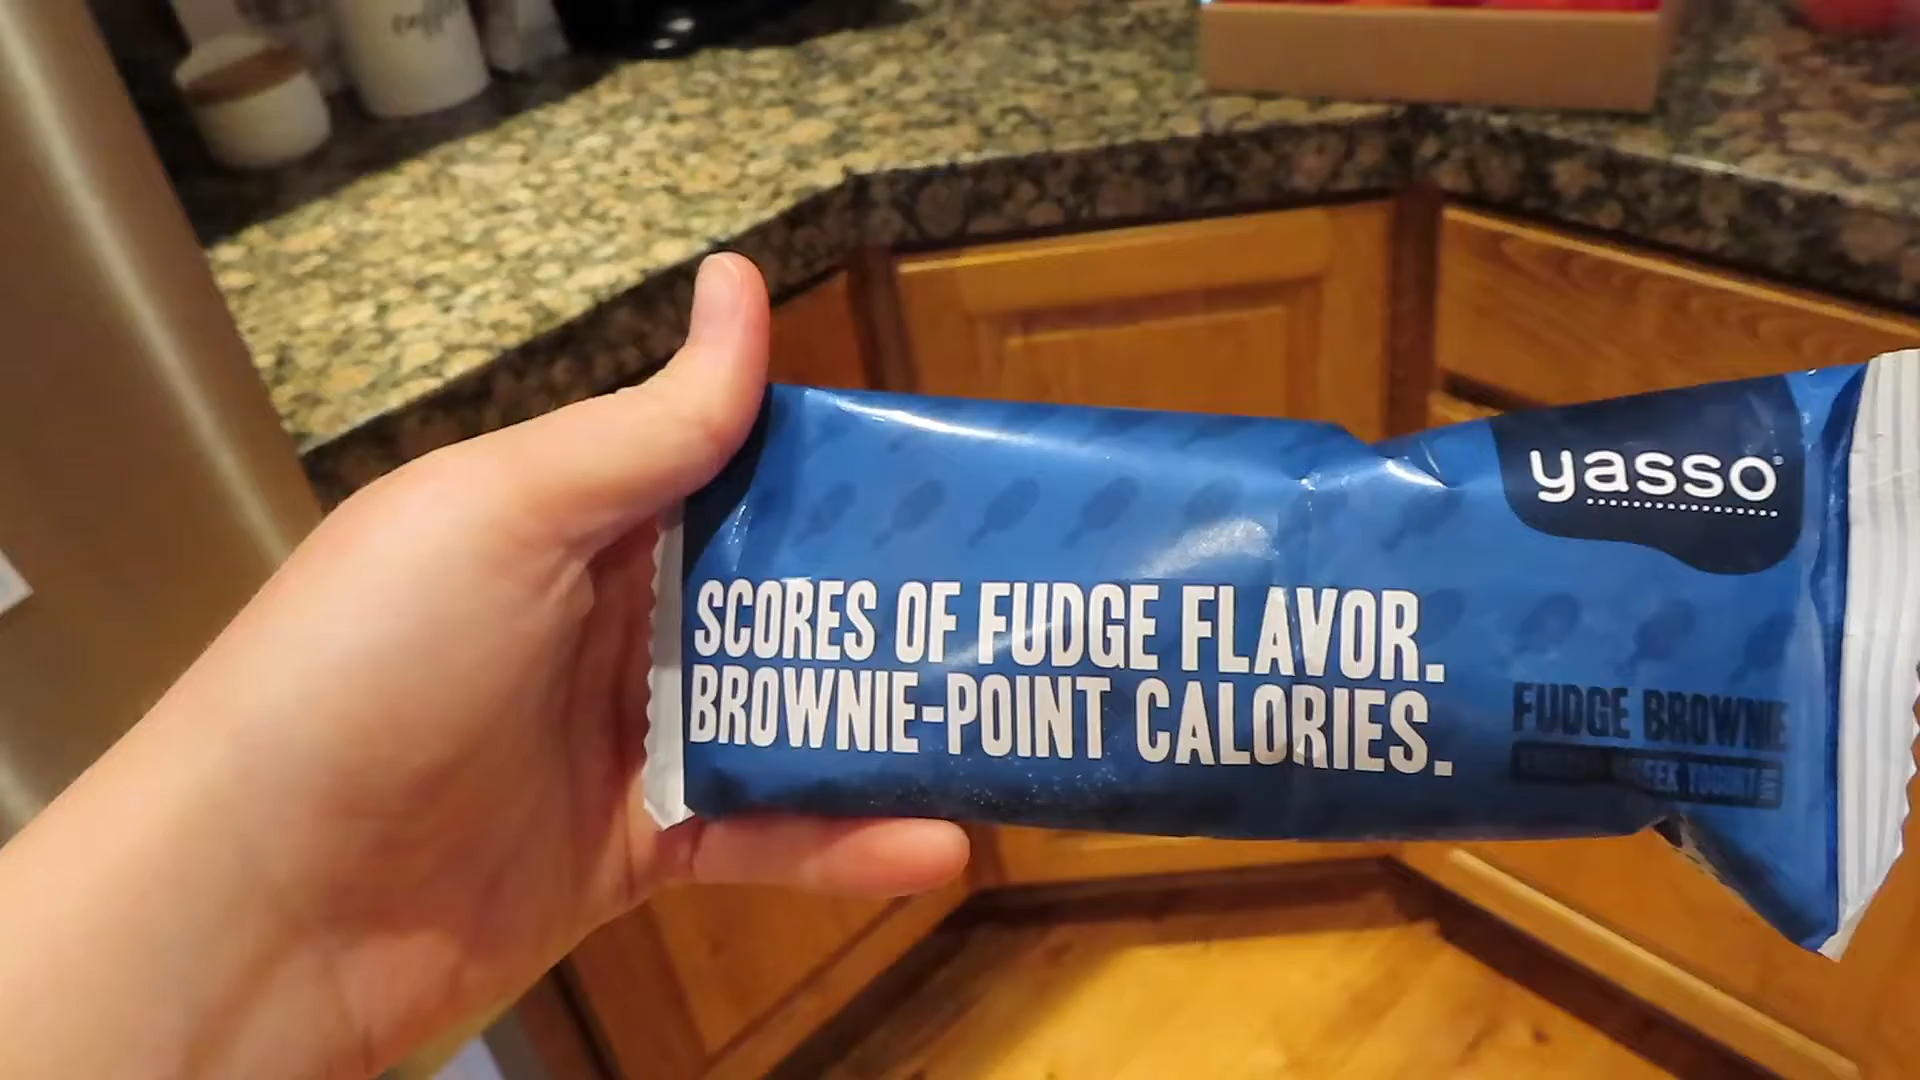 yasso
SCORES OF FUDGE FLAVOR.
BROWNIE-POINT CALORIES.
FUDGE BROWNIE
GREEK YOGURT